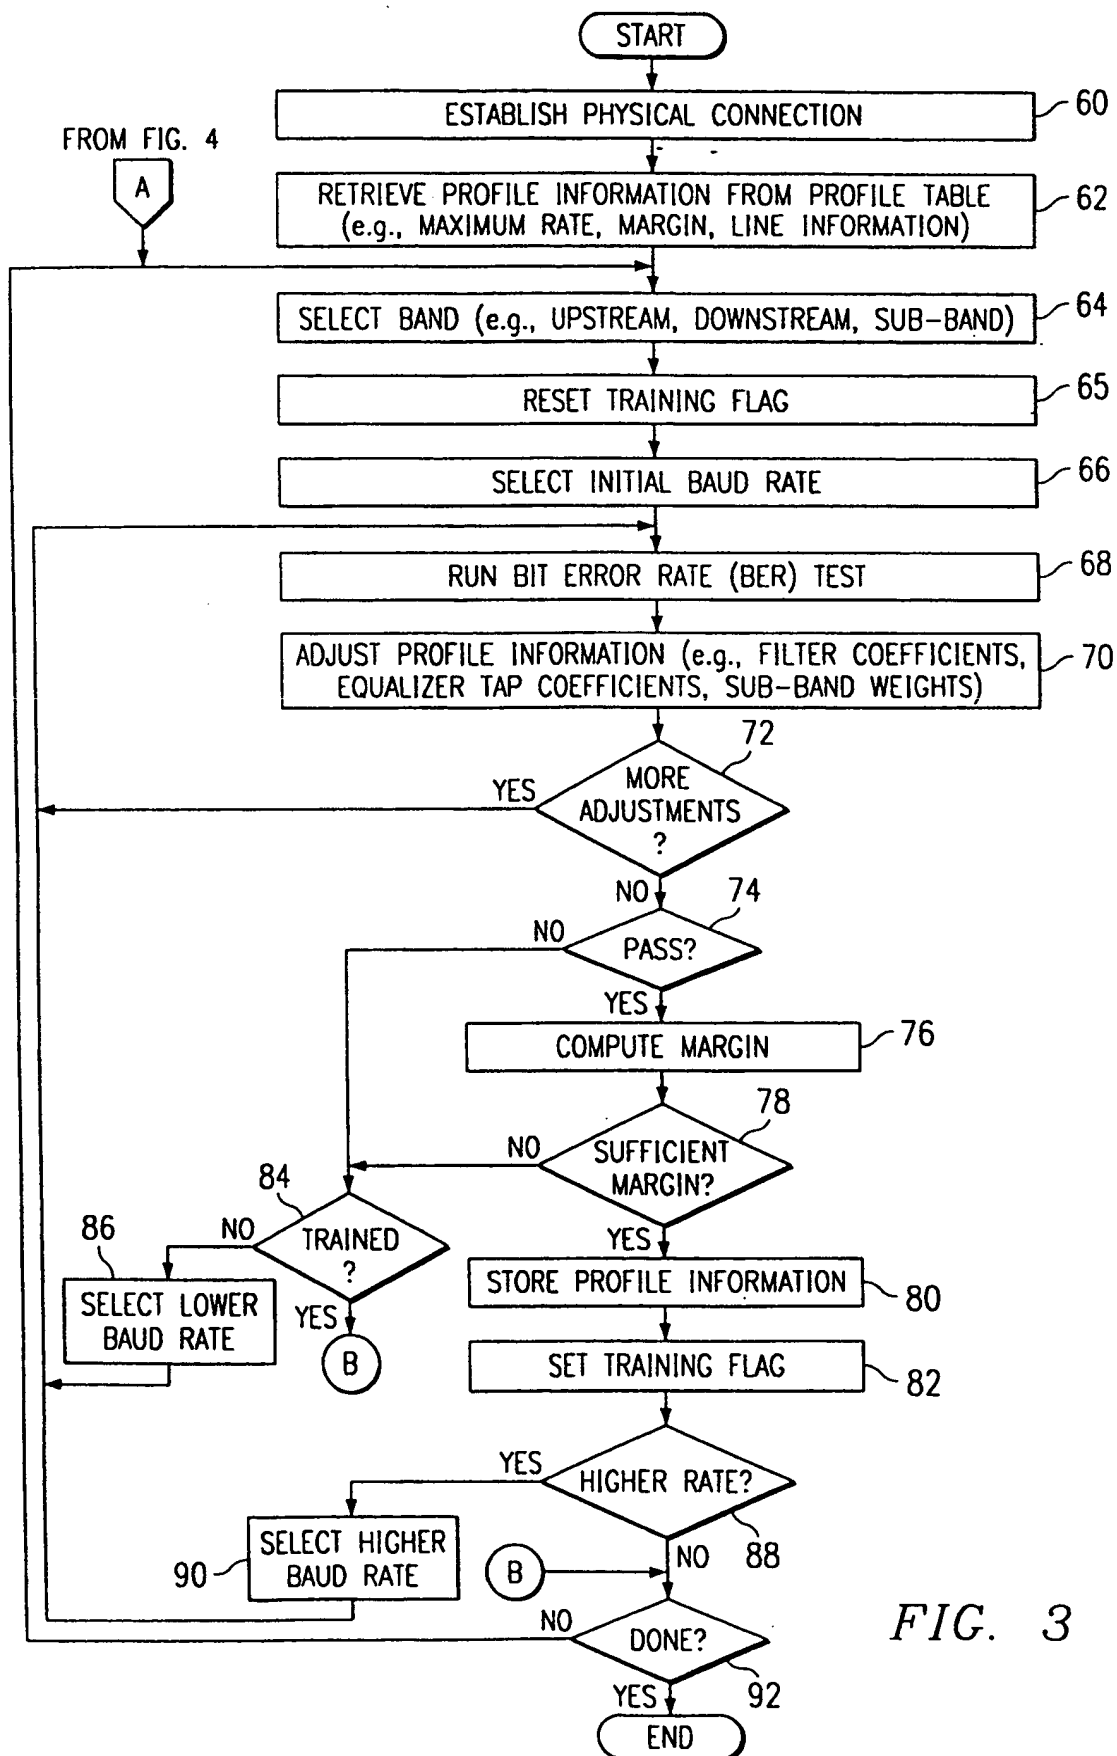 START
ESTABLISH PHYSICAL CONNECTION
60
FROM FIG. 4
A
RETRIEVE PROFILE INFORMATION FROM PROFILE TABLE
(e.g., MAXIMUM RATE, MARGIN, LINE INFORMATION)
62
SELECT BAND (e.g., UPSTREAM, DOWNSTREAM, SUB-BAND)
64
RESET TRAINING FLAG
65
SELECT INITIAL BAUD RATE
66
RUN BIT ERROR RATE (BER) TEST
68
ADJUST PROFILE INFORMATION (e.g., FILTER COEFFICIENTS,
EQUALIZER TAP COEFFICIENTS, SUB-BAND WEIGHTS)
70
72
MORE
ADJUSTMENTS
?
YES
NO
74
PASS?
NO
YES
COMPUTE MARGIN
76
78
SUFFICIENT
MARGIN?
NO
YES
84
TRAINED
?
NO
YES
86
SELECT LOWER
BAUD RATE
B
STORE PROFILE INFORMATION
80
SET TRAINING FLAG
82
HIGHER RATE?
YES
88
NO
SELECT HIGHER
BAUD RATE
90
B
DONE?
NO
92
YES
END
FIG. 3